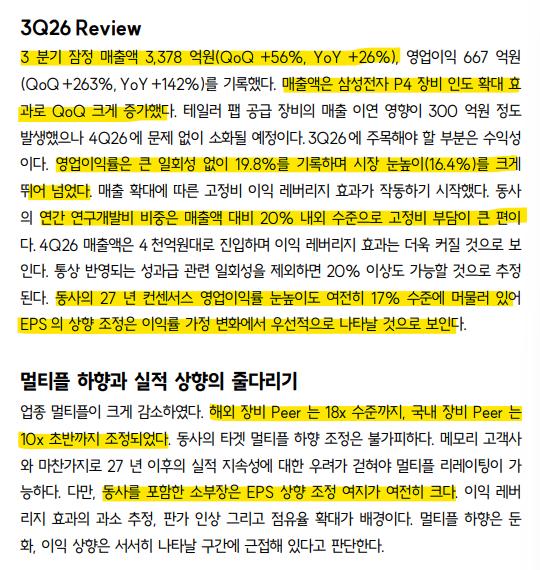 3Q26 Review
3 분기 잠정 매출액 3,378 억원(QoQ +56%, YoY +26%), 영업이익 667 억원
(QoQ +263%, YoY +142%)를 기록했다. 매출액은 삼성전자 P4 장비 인도 확대 효
과로 QoQ 크게 증가했다. 테일러 팹 공급 장비의 매출 이연 영향이 300 억원 정도
발생했으나 4Q26 에 문제 없이 소화될 예정이다. 3Q26 에 주목해야 할 부분은 수익성
이다. 영업이익률은 큰 일회성 없이 19.8%를 기록하며 시장 눈높이(16.4%)를 크게
뛰어 넘었다. 매출 확대에 따른 고정비 이익 레버리지 효과가 작동하기 시작했다. 동사
의 연간 연구개발비 비중은 매출액 대비 20% 내외 수준으로 고정비 부담이 큰 편이
다. 4Q26 매출액은 4 천억원대로 진입하며 이익 레버리지 효과는 더욱 커질 것으로 보
인다. 통상 반영되는 성과급 관련 일회성을 제외하면 20% 이상도 가능할 것으로 추정
된다. 동사의 27 년 컨센서스 영업이익률 눈높이도 여전히 17% 수준에 머물러 있어
EPS 의 상향 조정은 이익률 가정 변화에서 우선적으로 나타날 것으로 보인다.
멀티플 하향과 실적 상향의 줄다리기
업종 멀티플이 크게 감소하였다. 해외 장비 Peer 는 18x 수준까지, 국내 장비 Peer 는
10x 초반까지 조정되었다. 동사의 타겟 멀티플 하향 조정은 불가피하다. 메모리 고객사
와 마찬가지로 27 년 이후의 실적 지속성에 대한 우려가 걷혀야 멀티플 리레이팅이 가
능하다. 다만, 동사를 포함한 소부장은 EPS 상향 조정 여지가 여전히 크다. 이익 레버
리지 효과의 과소 추정, 판가 인상 그리고 점유율 확대가 배경이다. 멀티플 하향은 둔
화, 이익 상향은 서서히 나타날 구간에 근접해 있다고 판단한다.